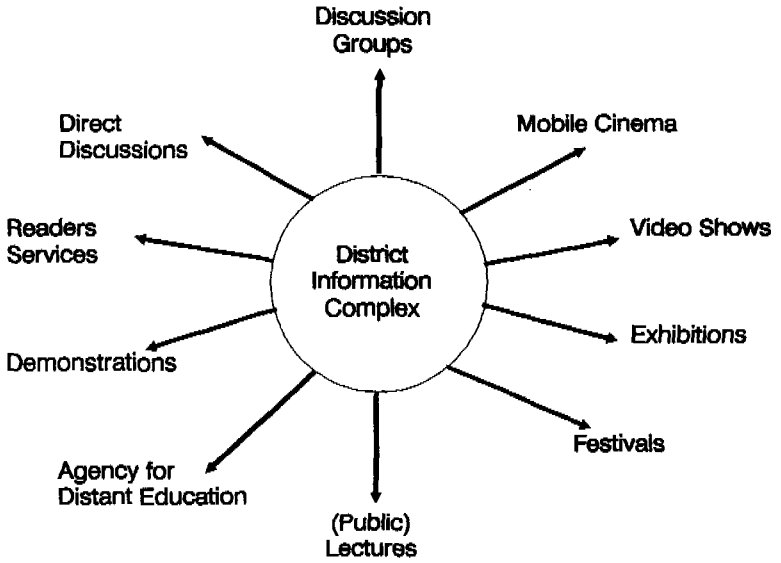 Discussion
Groups
Direct
Discussions
Mobile Cinema
Readers
Services
Video Shows
District
Information
Complex
Demonstrations
Exhibitions
Festivals
Agency for
Distant Education
(Public)
Lectures